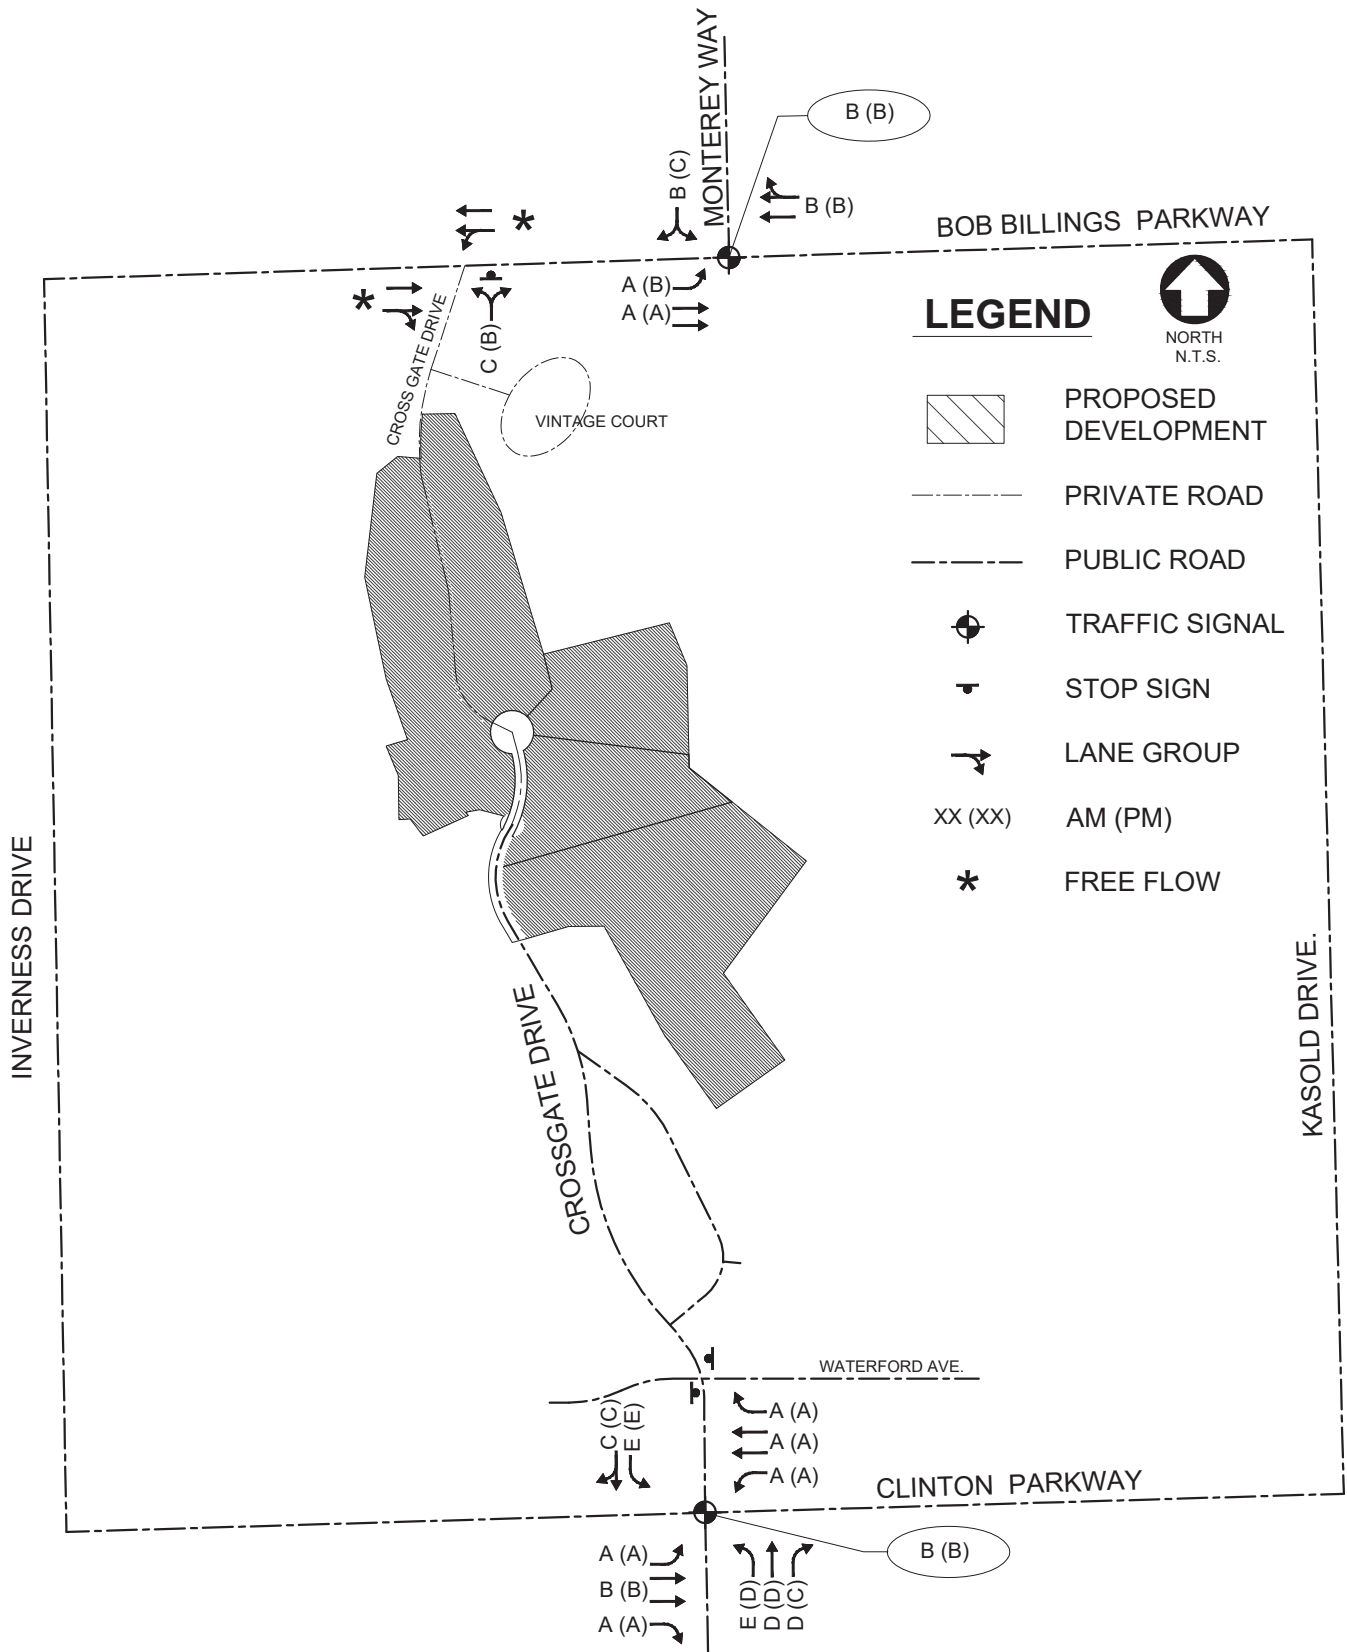 MONTEREY WAY
B (B)
B (C)
B (B)
BOB BILLINGS PARKWAY
*
*
A (B)
A (A)
C (B)
CROSS GATE DRIVE
VINTAGE COURT
LEGEND
NORTH
N.T.S.
PROPOSED
DEVELOPMENT
PRIVATE ROAD
PUBLIC ROAD
TRAFFIC SIGNAL
STOP SIGN
LANE GROUP
XX (XX) AM (PM)
* FREE FLOW
INVERNESS DRIVE
KASOLD DRIVE.
CROSSGATE DRIVE
WATERFORD AVE.
C (C)
E (E)
A (A)
A (A)
A (A)
CLINTON PARKWAY
B (B)
A (A)
B (B)
A (A)
E (D)
D (D)
D (C)